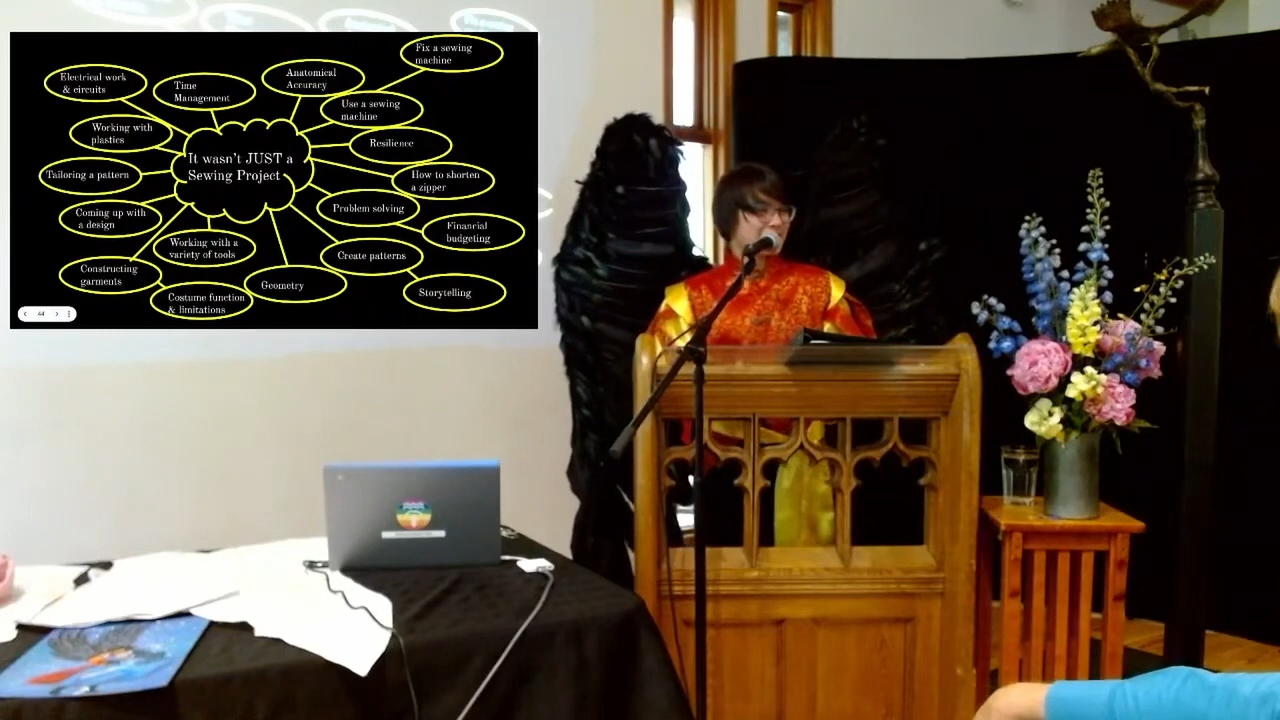 Fix a sewing
machine
Electrical work
& circuits
Time
Management
Anatomical
Accuracy
Use a sewing
machine
Working with
plastics
Resilience
It wasn't JUST a
Sewing Project
Tailoring a pattern
How to shorten
a zipper
Coming up with
a design
Problem solving
Financial
budgeting
Working with a
variety of tools
Create patterns
Constructing
garments
Costume function
& limitations
Geometry
Storytelling
44